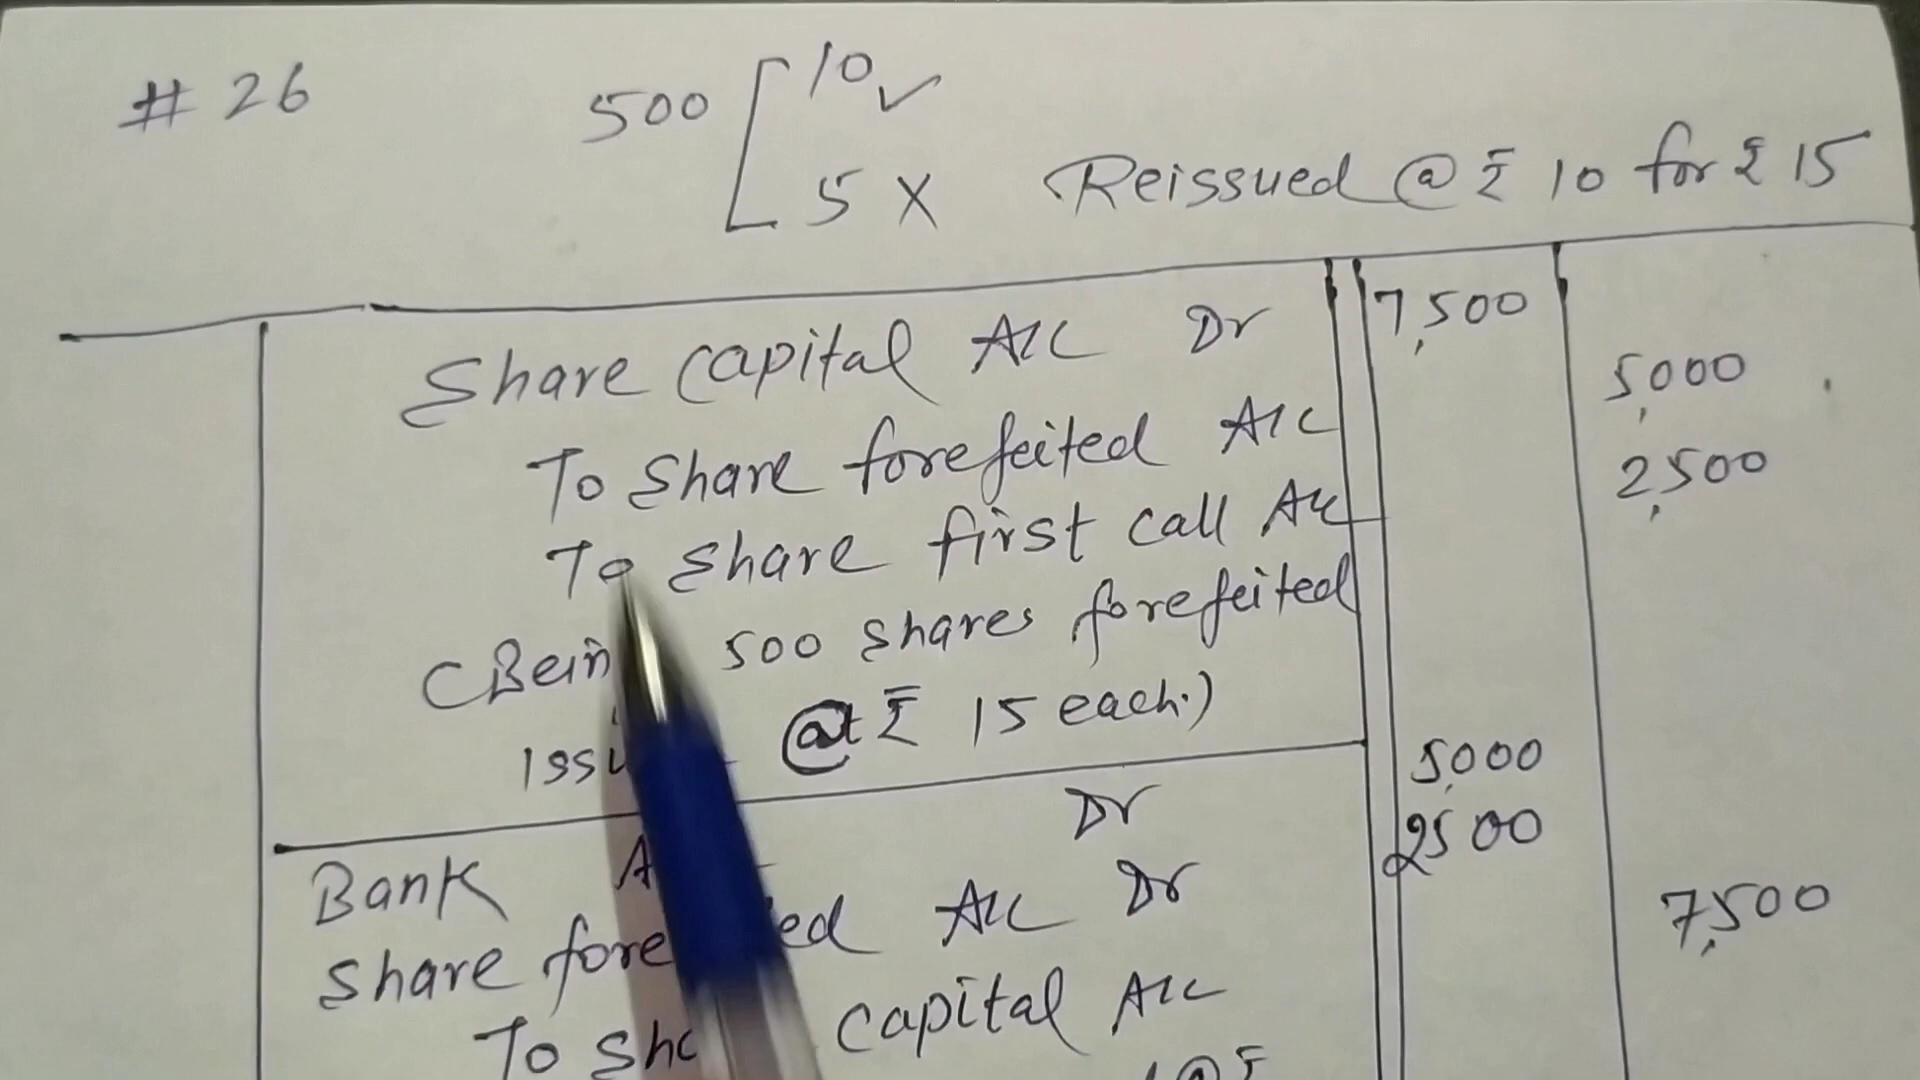 # 26
500 [ 10 ✓
5 X Reissued @ ₹ 10 for ₹ 15
Share Capital A/c Dr 7,500
To Share forefeited A/c 5,000
To Share first call A/c 2,500
(Bein 500 shares forefeited
@t ₹ 15 each.)
Bank Dr 5,000
Share A/c Dr 2500
To Capital A/c 7,500
@ ₹